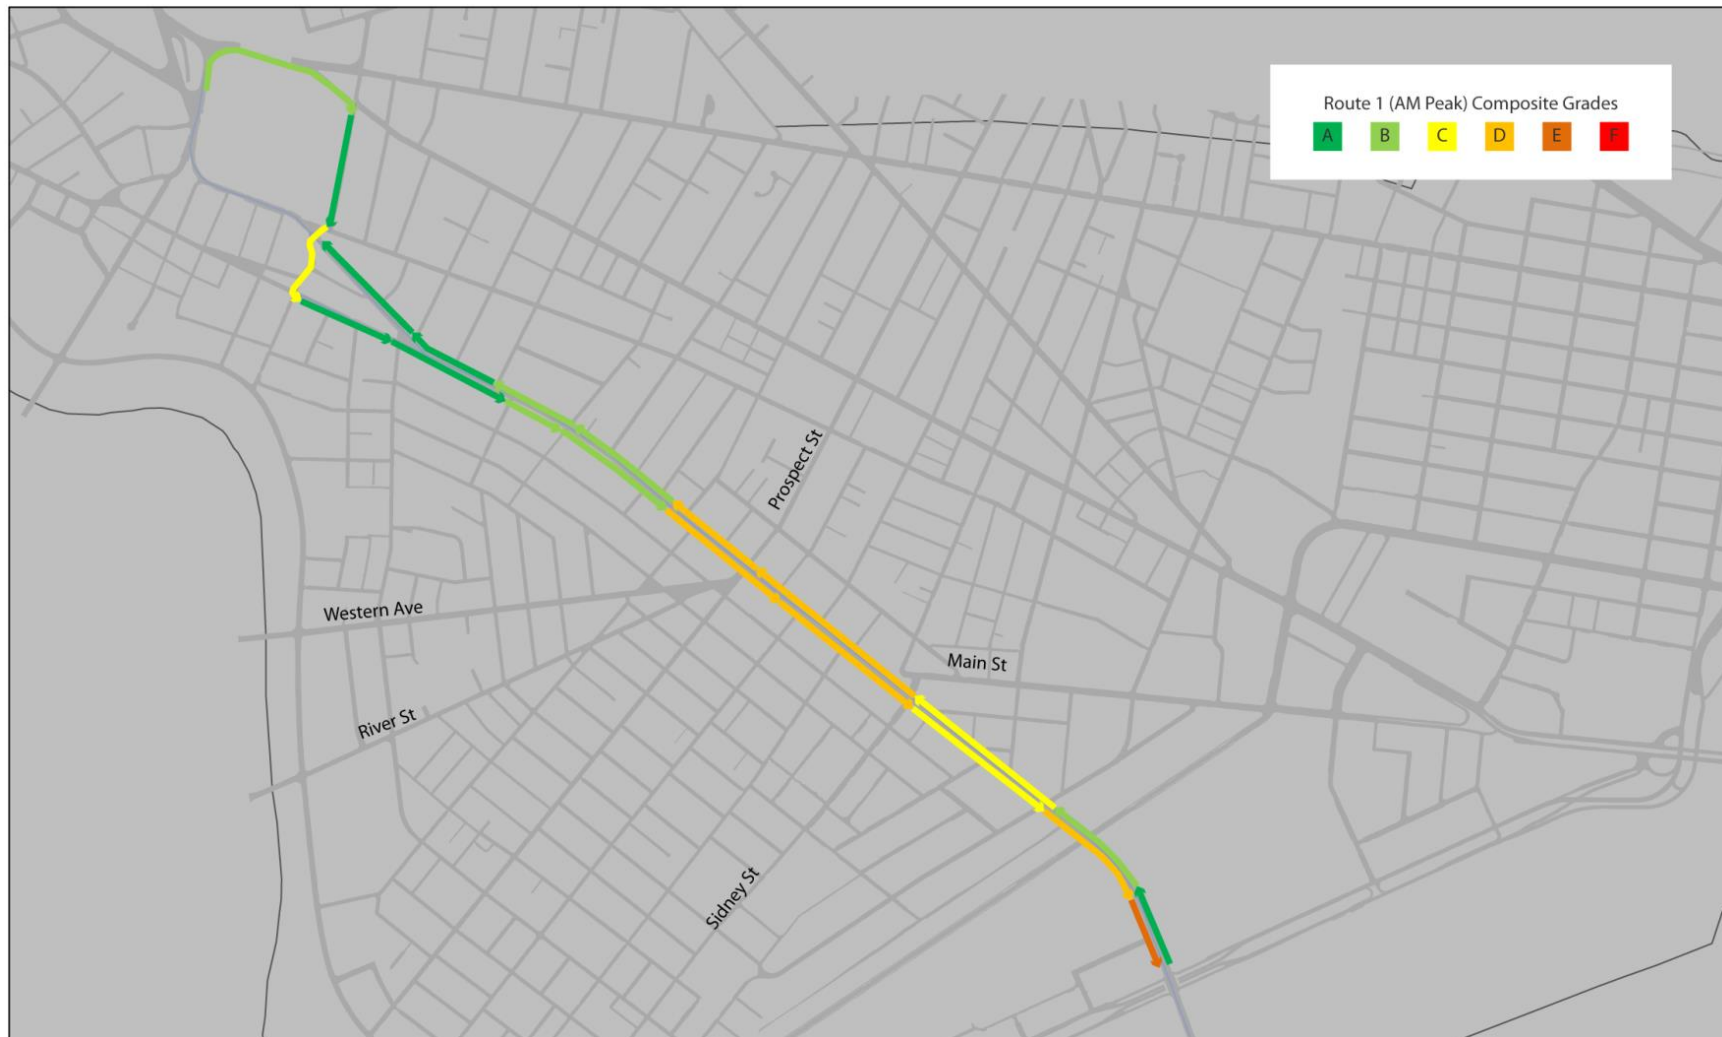 Route 1 (AM Peak) Composite Grades
A B C D E F
Prospect St
Western Ave
Main St
River St
Sidney St